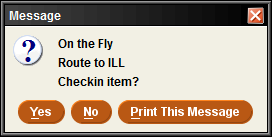 Message
On the Fly
Route to ILL
Checkin item?
Yes No Print This Message